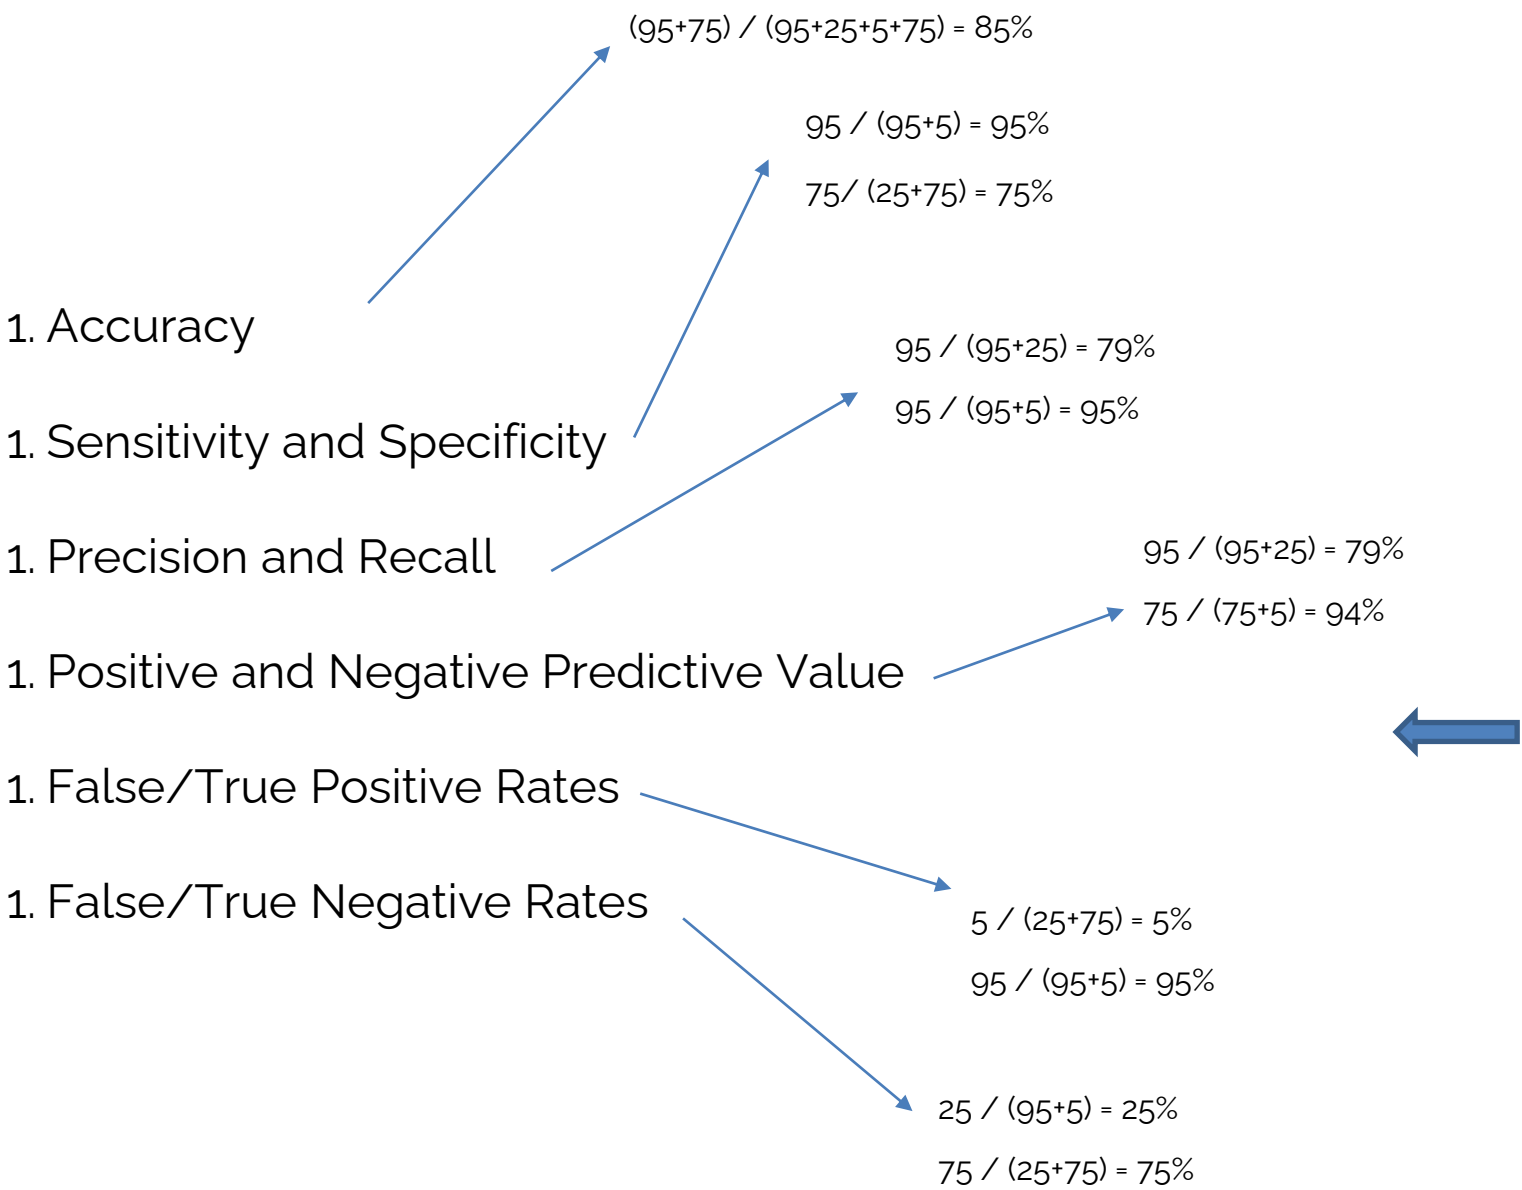 (95+75) / (95+25+5+75) = 85%
95 / (95+5) = 95%
75/ (25+75) = 75%
1. Accuracy
95 / (95+25) = 79%
95 / (95+5) = 95%
1. Sensitivity and Specificity
1. Precision and Recall
95 / (95+25) = 79%
75 / (75+5) = 94%
1. Positive and Negative Predictive Value
1. False/True Positive Rates
1. False/True Negative Rates
5 / (25+75) = 5%
95 / (95+5) = 95%
25 / (95+5) = 25%
75 / (25+75) = 75%